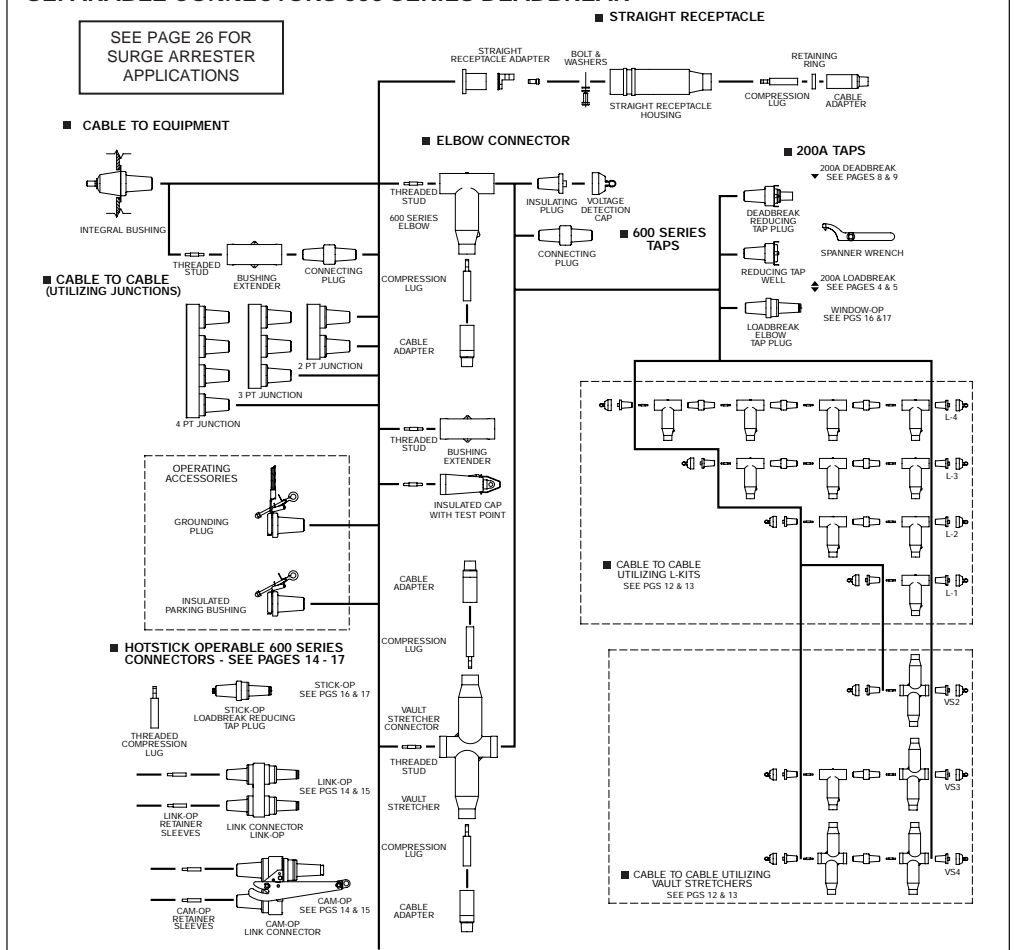 SEPARABLE CONNECTORS 600 SERIES DEADBREAK
SEE PAGE 26 FOR
SURGE ARRESTER
APPLICATIONS
■ STRAIGHT RECEPTACLE
STRAIGHT
RECEPTACLE ADAPTER
BOLT &
WASHERS
STRAIGHT RECEPTACLE
HOUSING
COMPRESSION
LUG
RETAINING
RING
CABLE
ADAPTER
■ CABLE TO EQUIPMENT
INTEGRAL BUSHING
THREADED
STUD
BUSHING
EXTENDER
CONNECTING
PLUG
■ ELBOW CONNECTOR
THREADED
STUD
600 SERIES
ELBOW
INSULATING
PLUG
VOLTAGE
DETECTION
CAP
CONNECTING
PLUG
■ 600 SERIES
TAPS
COMPRESSION
LUG
CABLE
ADAPTER
■ 200A TAPS
200A DEADBREAK
▼ SEE PAGES 8 & 9
DEADBREAK
REDUCING
TAP PLUG
SPANNER WRENCH
REDUCING TAP
WELL
200A LOADBREAK
SEE PAGES 4 & 5
LOADBREAK
ELBOW
TAP PLUG
WINDOW-OP
SEE PGS 16 &17
■ CABLE TO CABLE
(UTILIZING JUNCTIONS)
2 PT JUNCTION
3 PT JUNCTION
4 PT JUNCTION
THREADED
STUD
BUSHING
EXTENDER
INSULATED CAP
WITH TEST POINT
OPERATING
ACCESSORIES
GROUNDING
PLUG
INSULATED
PARKING BUSHING
CABLE
ADAPTER
COMPRESSION
LUG
VAULT
STRETCHER
CONNECTOR
THREADED
STUD
VAULT
STRETCHER
COMPRESSION
LUG
CABLE
ADAPTER
■ HOTSTICK OPERABLE 600 SERIES
CONNECTORS - SEE PAGES 14 - 17
THREADED
COMPRESSION
LUG
STICK-OP
LOADBREAK REDUCING
TAP PLUG
STICK-OP
SEE PGS 16 & 17
LINK-OP
RETAINER
SLEEVES
LINK CONNECTOR
LINK-OP
LINK-OP
SEE PGS 14 & 15
CAM-OP
RETAINER
SLEEVES
CAM-OP
LINK CONNECTOR
CAM-OP
SEE PGS 14 & 15
L-4
L-3
L-2
L-1
■ CABLE TO CABLE
UTILIZING L-KITS
SEE PGS 12 & 13
VS2
VS3
VS4
■ CABLE TO CABLE UTILIZING
VAULT STRETCHERS
SEE PGS 12 & 13